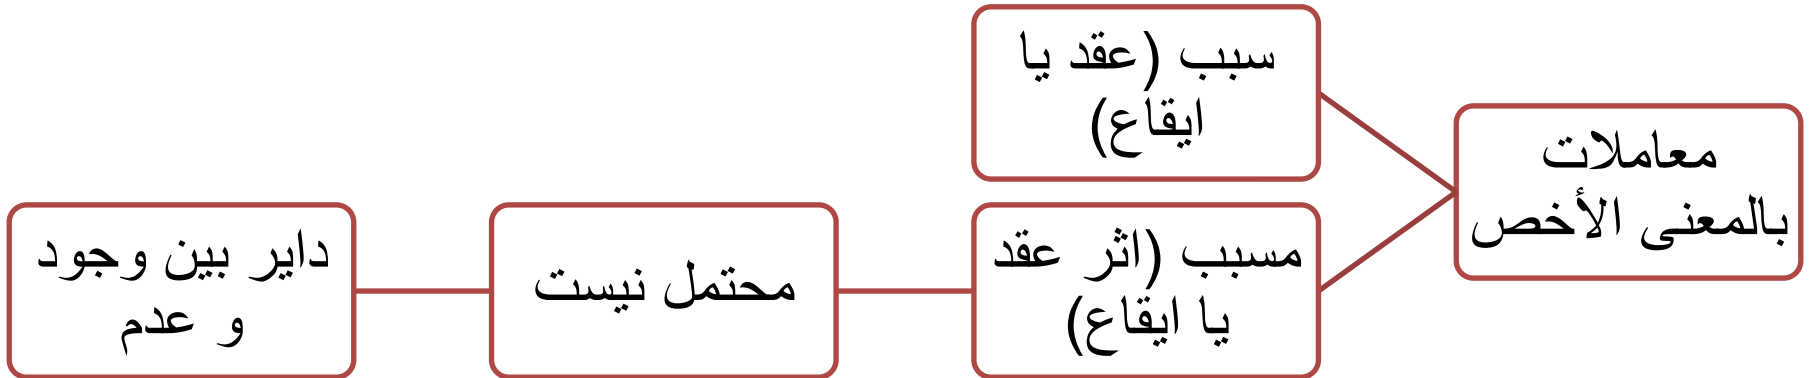 معاملات
بالمعنی الأخص
سبب (عقد یا
ایقاع)
مسبب (اثر عقد
یا ایقاع)
محتمل نیست
دایر بین وجود
و عدم